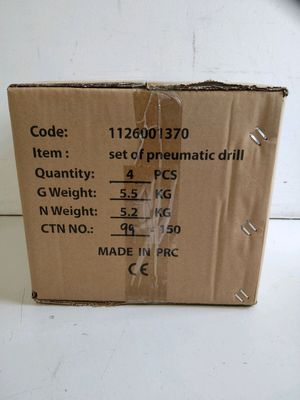 Code: 1126001370
Item : set of pneumatic drill
Quantity: 4 PCS
G Weight: 5.5 KG
N Weight: 5.2 KG
CTN NO.: 99 - 150
MADE IN PRC
CE